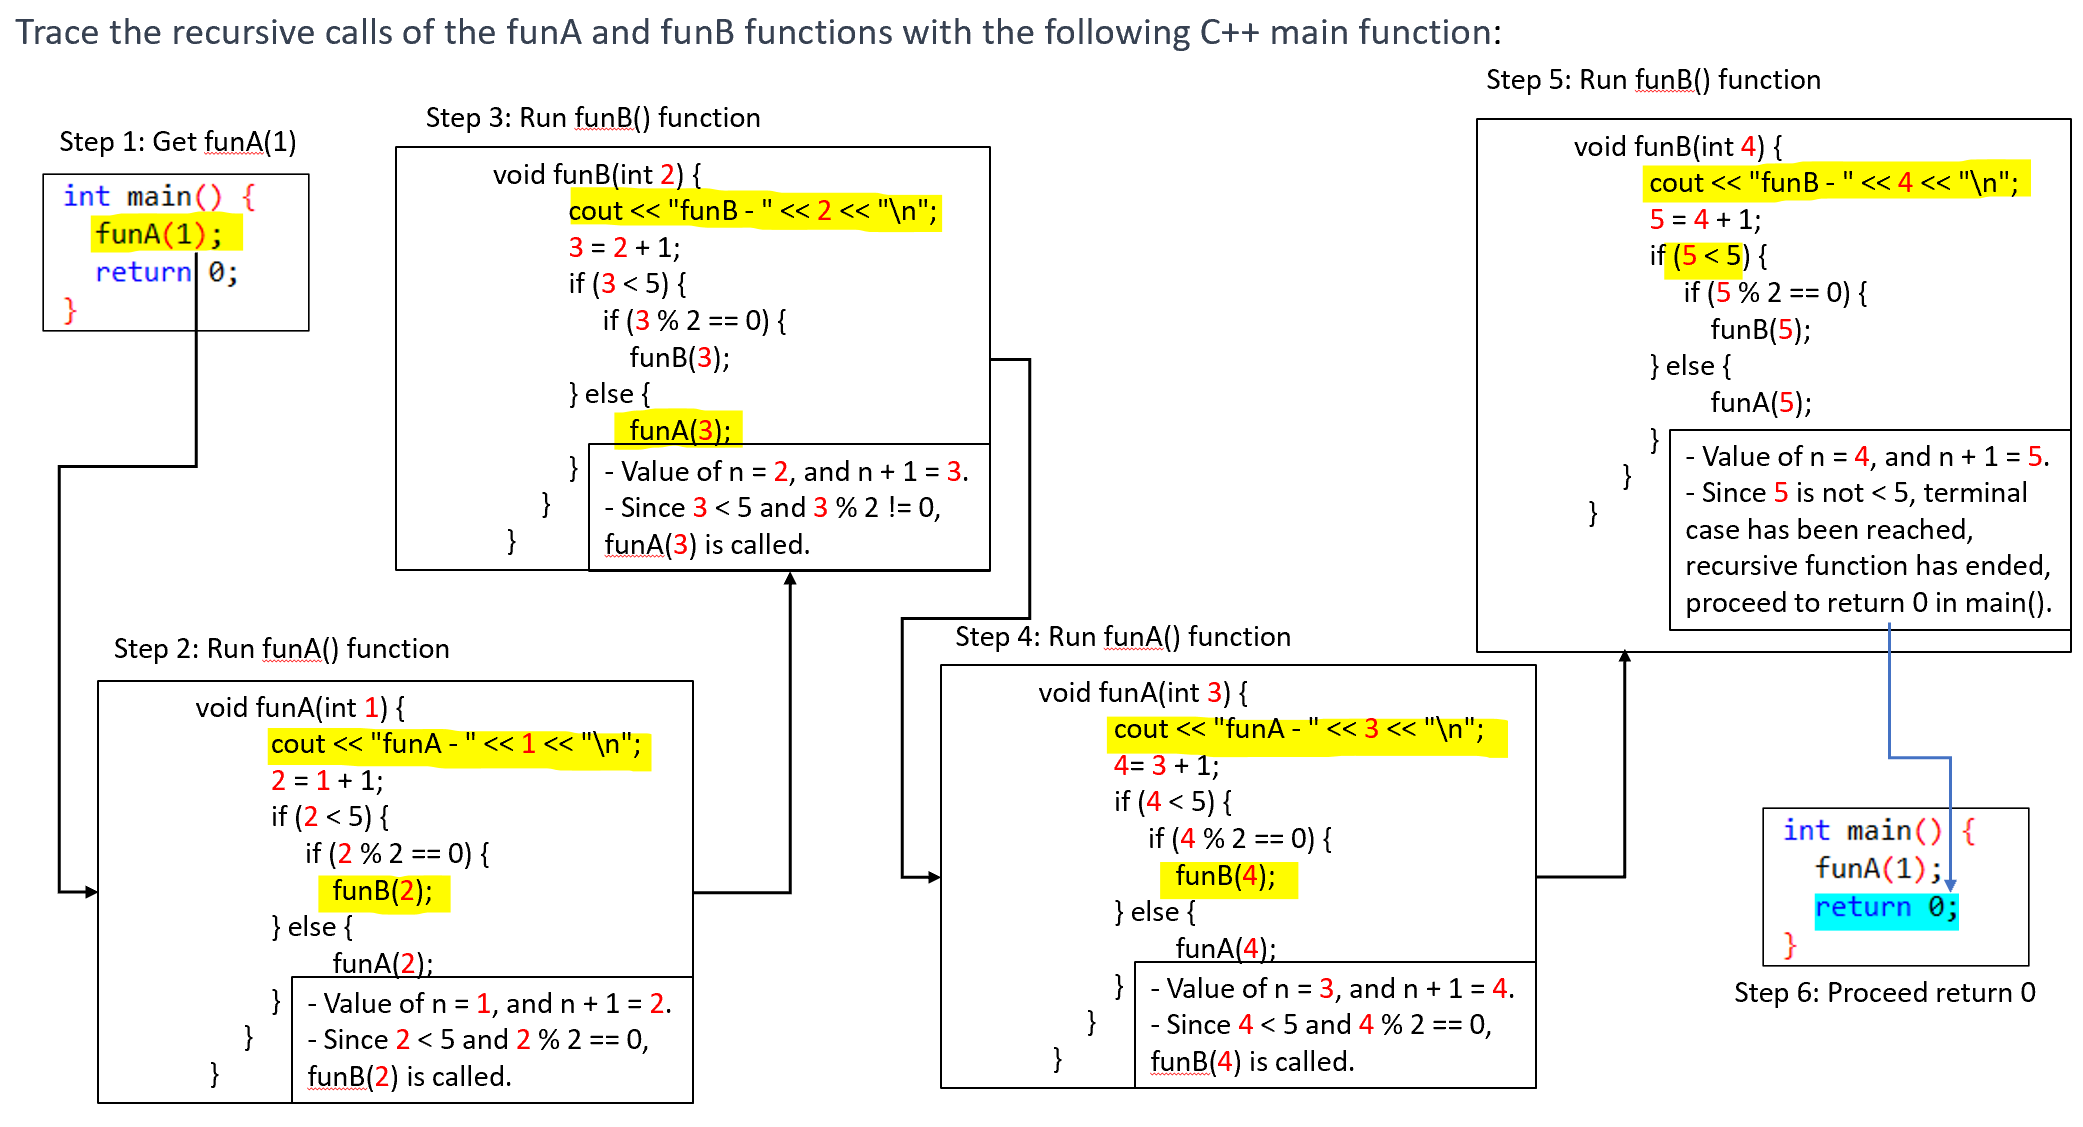 Trace the recursive calls of the funA and funB functions with the following C++ main function:
Step 1: Get funA(1)
int main() {
funA(1);
return 0;
}
Step 2: Run funA() function
void funA(int 1) {
cout << "funA - " << 1 << "\n";
2 = 1 + 1;
if (2 < 5) {
if (2 % 2 == 0) {
funB(2);
} else {
funA(2);
}
}
}
- Value of n = 1, and n + 1 = 2.
- Since 2 < 5 and 2 % 2 == 0,
funB(2) is called.
Step 3: Run funB() function
void funB(int 2) {
cout << "funB - " << 2 << "\n";
3 = 2 + 1;
if (3 < 5) {
if (3 % 2 == 0) {
funB(3);
} else {
funA(3);
}
}
}
- Value of n = 2, and n + 1 = 3.
- Since 3 < 5 and 3 % 2 != 0,
funA(3) is called.
Step 4: Run funA() function
void funA(int 3) {
cout << "funA - " << 3 << "\n";
4= 3 + 1;
if (4 < 5) {
if (4 % 2 == 0) {
funB(4);
} else {
funA(4);
}
}
}
- Value of n = 3, and n + 1 = 4.
- Since 4 < 5 and 4 % 2 == 0,
funB(4) is called.
Step 5: Run funB() function
void funB(int 4) {
cout << "funB - " << 4 << "\n";
5 = 4 + 1;
if (5 < 5) {
if (5 % 2 == 0) {
funB(5);
} else {
funA(5);
}
}
}
- Value of n = 4, and n + 1 = 5.
- Since 5 is not < 5, terminal
case has been reached,
recursive function has ended,
proceed to return 0 in main().
int main() {
funA(1);
return 0;
}
Step 6: Proceed return 0